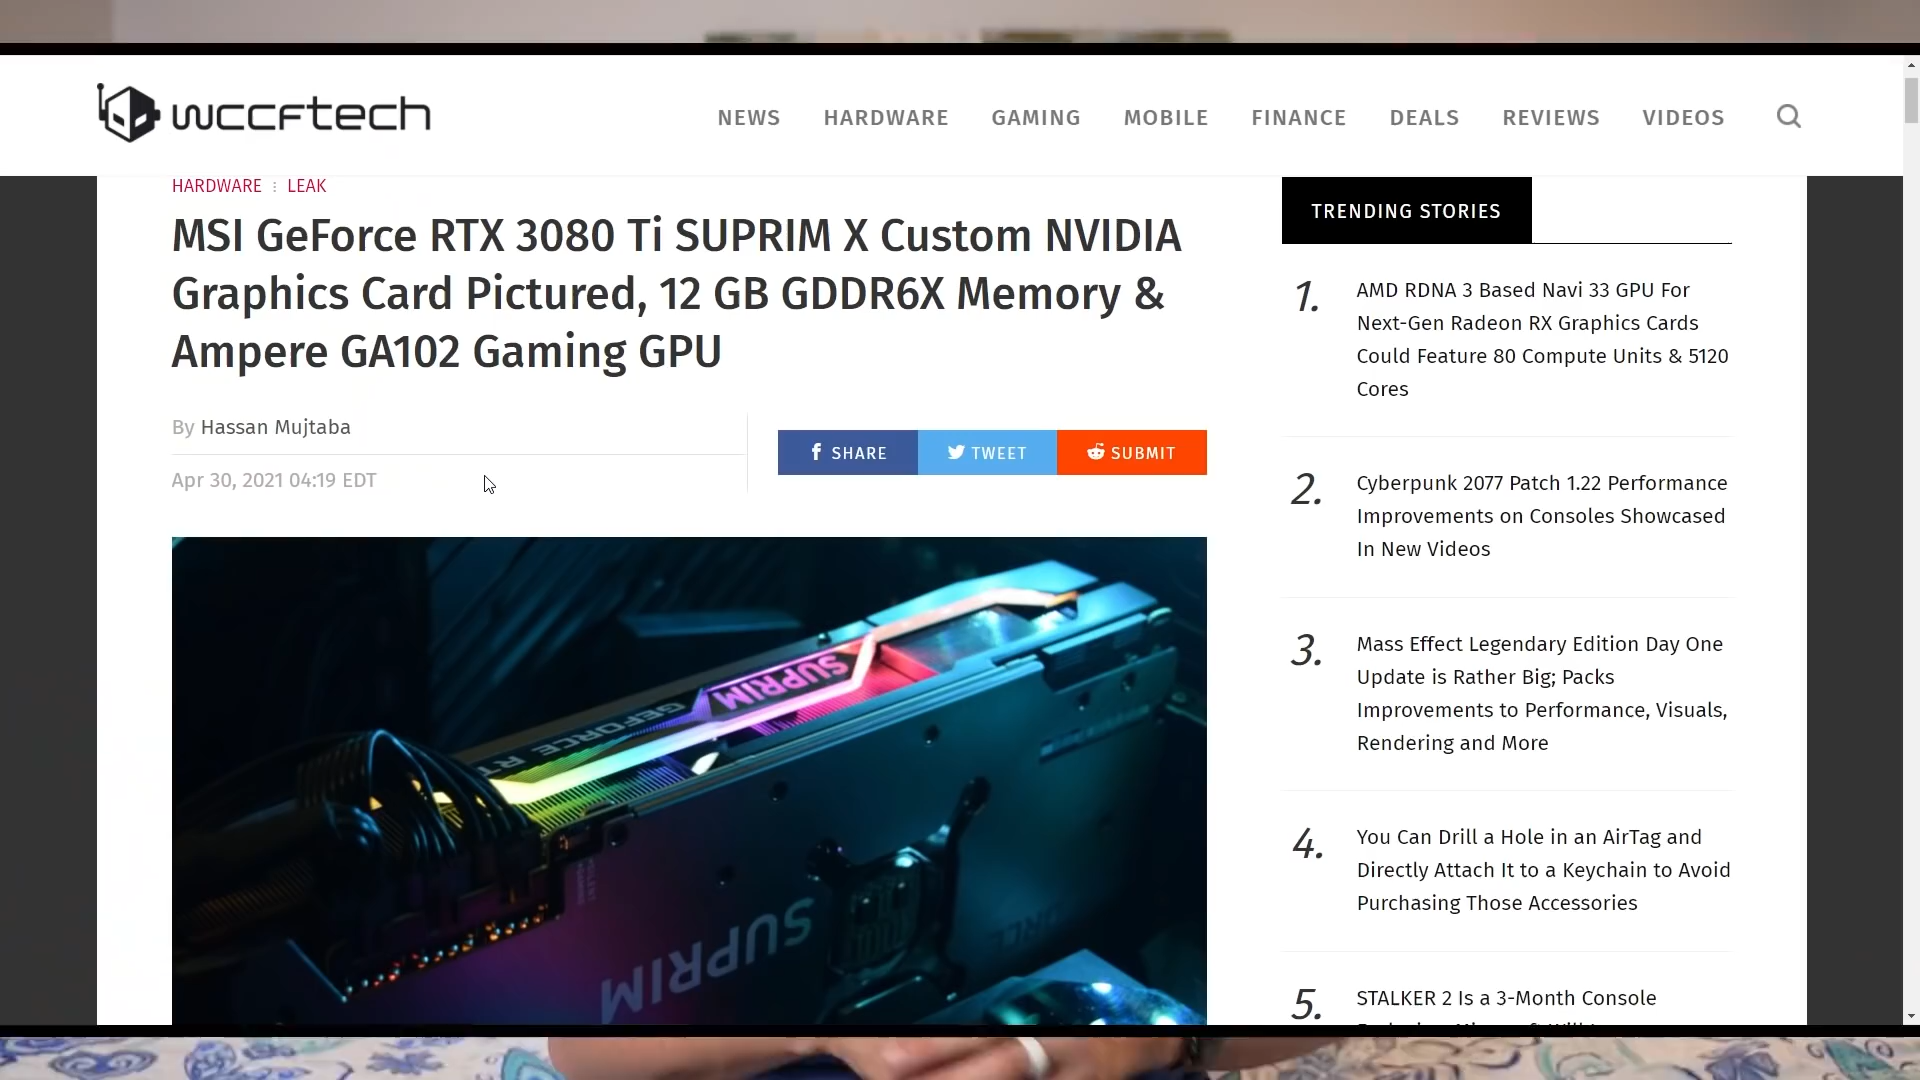 wccftech
NEWS
HARDWARE
GAMING
MOBILE
FINANCE
DEALS
REVIEWS
VIDEOS
HARDWARE
LEAK
MSI GeForce RTX 3080 Ti SUPRIM X Custom NVIDIA
Graphics Card Pictured, 12 GB GDDR6X Memory &
Ampere GA102 Gaming GPU
By Hassan Mujtaba
Apr 30, 2021 04:19 EDT
SHARE
TWEET
SUBMIT
SUPRIM
GEFORCE RT
SUPRIM
TRENDING STORIES
1.
AMD RDNA 3 Based Navi 33 GPU For
Next-Gen Radeon RX Graphics Cards
Could Feature 80 Compute Units & 5120
Cores
2.
Cyberpunk 2077 Patch 1.22 Performance
Improvements on Consoles Showcased
In New Videos
3.
Mass Effect Legendary Edition Day One
Update is Rather Big; Packs
Improvements to Performance, Visuals,
Rendering and More
4.
You Can Drill a Hole in an AirTag and
Directly Attach It to a Keychain to Avoid
Purchasing Those Accessories
5.
STALKER 2 Is a 3-Month Console